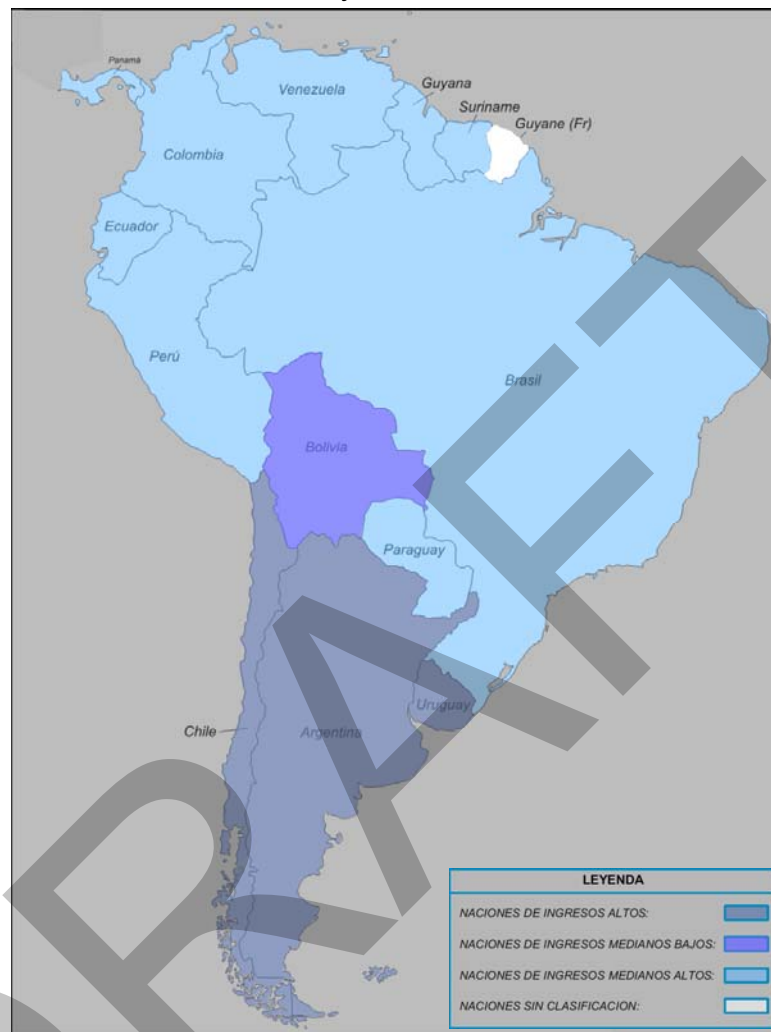 Panamá
Venezuela
Guyana
Suriname
Guyane (Fr)
Colombia
Ecuador
Perú
Brasil
Bolivia
Paraguay
Uruguay
Chile
Argentina
LEYENDA
NACIONES DE INGRESOS ALTOS:
NACIONES DE INGRESOS MEDIANOS BAJOS:
NACIONES DE INGRESOS MEDIANOS ALTOS:
NACIONES SIN CLASIFICACION:
DRAFT